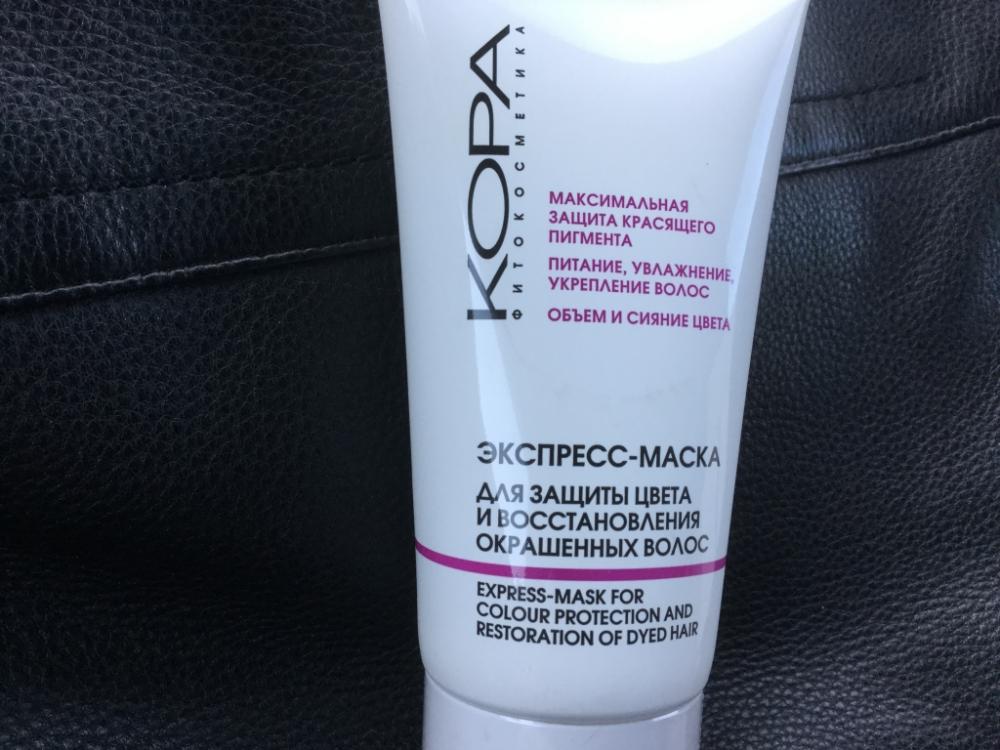 КОРА
ФИТОКОСМЕТИКА
МАКСИМАЛЬНАЯ
ЗАЩИТА КРАСЯЩЕГО
ПИГМЕНТА
ПИТАНИЕ, УВЛАЖНЕНИЕ,
УКРЕПЛЕНИЕ ВОЛОС
ОБЪЕМ И СИЯНИЕ ЦВЕТА
ЭКСПРЕСС-МАСКА
ДЛЯ ЗАЩИТЫ ЦВЕТА
И ВОССТАНОВЛЕНИЯ
ОКРАШЕННЫХ ВОЛОС
EXPRESS-MASK FOR
COLOUR PROTECTION AND
RESTORATION OF DYED HAIR